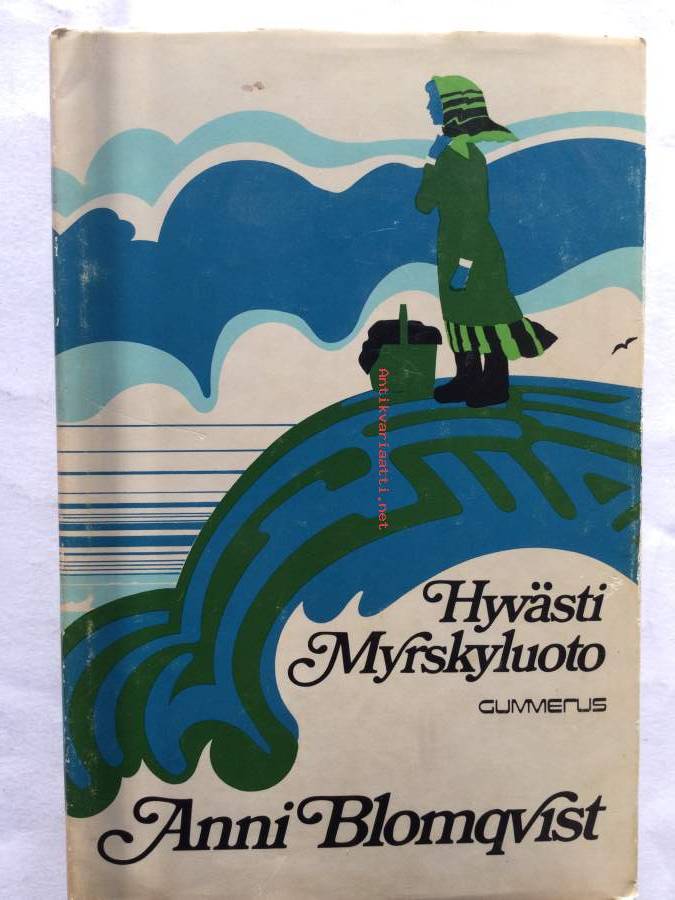 Antikvariaatti.net
Hyvästi
Myrskyluoto
GUMMERUS
Anni Blomqvist